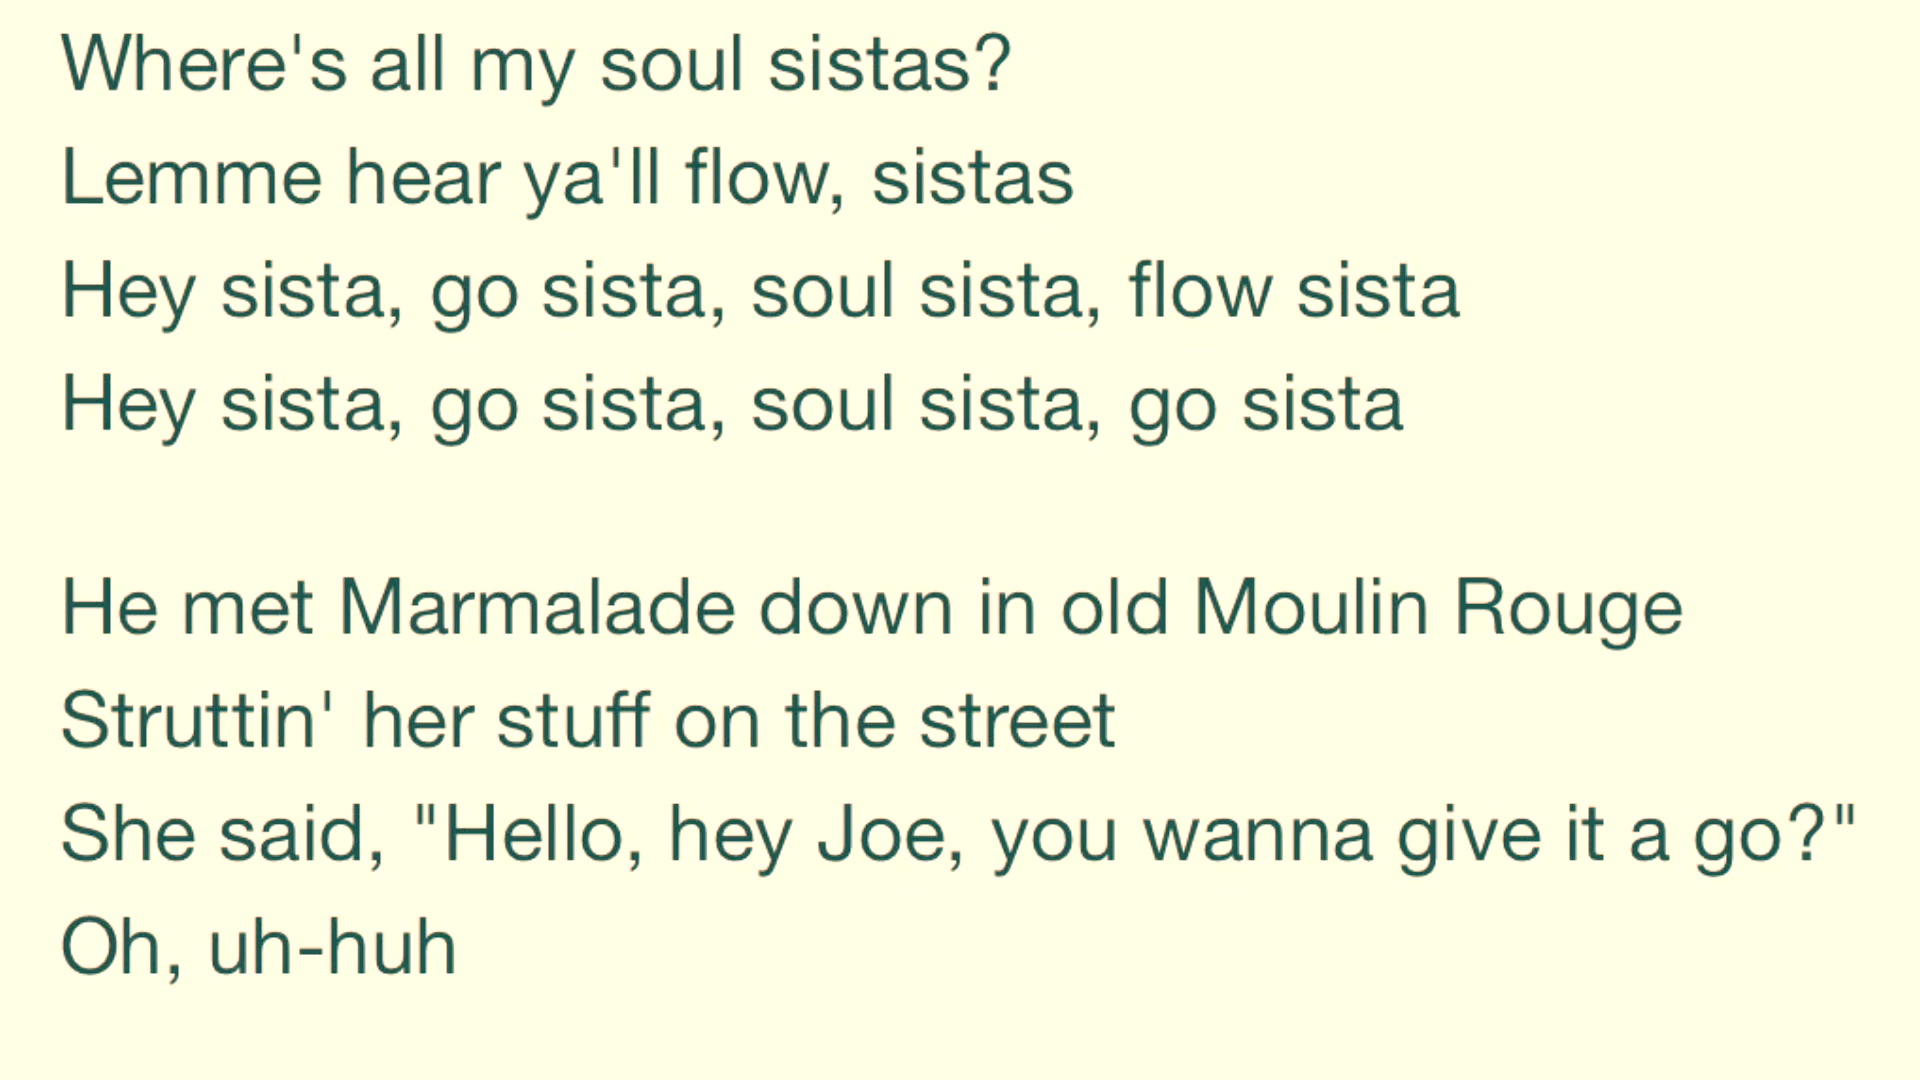 Where's all my soul sistas?
Lemme hear ya'll flow, sistas
Hey sista, go sista, soul sista, flow sista
Hey sista, go sista, soul sista, go sista
He met Marmalade down in old Moulin Rouge
Struttin' her stuff on the street
She said, "Hello, hey Joe, you wanna give it a go?"
Oh, uh-huh